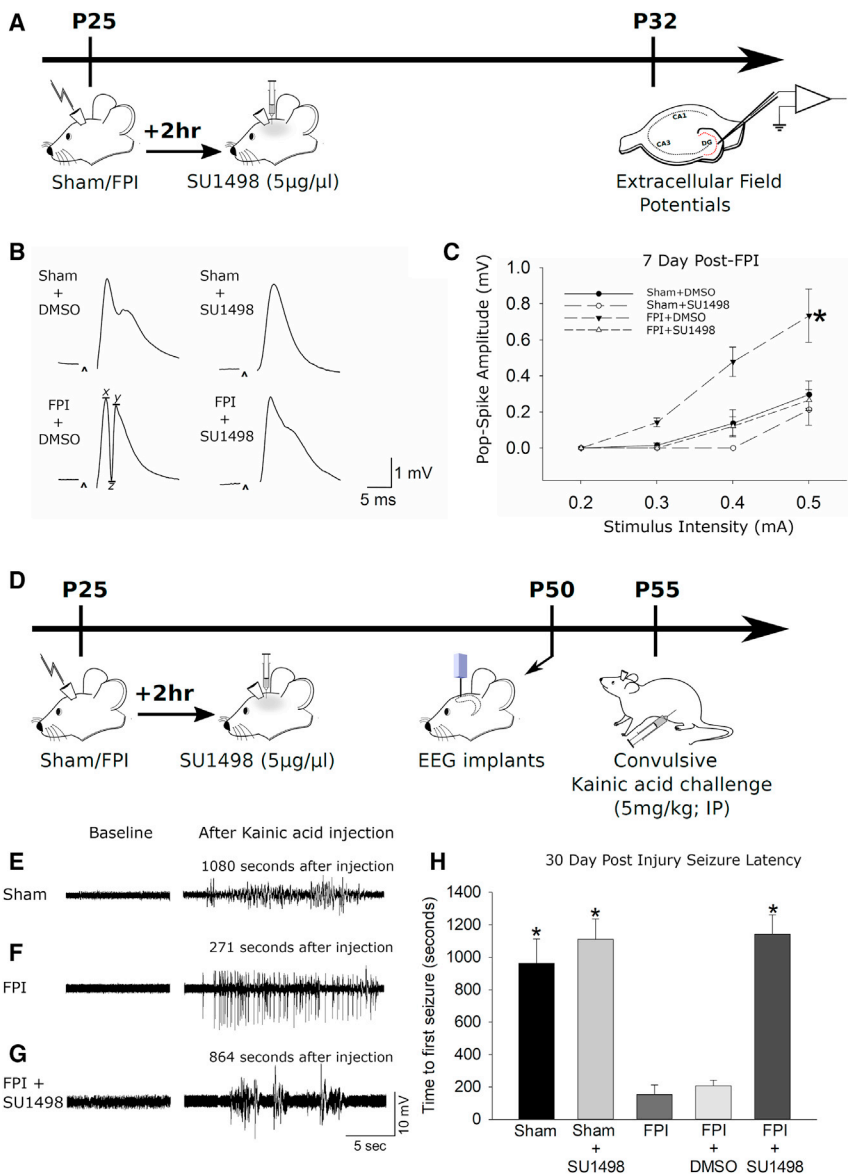 A
P25
P32
+2hr
CA1
CA3
DG
Sham/FPI
SU1498 (5µg/µl)
Extracellular Field
Potentials
B
Sham
+
DMSO
Sham
+
SU1498
FPI
+
DMSO
x
y
z
FPI
+
SU1498
1 mV
5 ms
C
7 Day Post-FPI
Pop-Spike Amplitude (mV)
1.0
0.8
0.6
0.4
0.2
0.0
Sham+DMSO
Sham+SU1498
FPI+DMSO
FPI+SU1498
*
0.2
0.3
0.4
0.5
Stimulus Intensity (mA)
D
P25
P50
P55
+2hr
Sham/FPI
SU1498 (5µg/µl)
EEG implants
Convulsive
Kainic acid challenge
(5mg/kg; IP)
Baseline
After Kainic acid injection
E
1080 seconds after injection
Sham
F
271 seconds after injection
FPI
G
864 seconds after injection
FPI +
SU1498
10 mV
5 sec
H
30 Day Post Injury Seizure Latency
Time to first seizure (seconds)
1400
1200
1000
800
600
400
200
0
*
*
*
Sham
Sham
+
SU1498
FPI
FPI
+
DMSO
FPI
+
SU1498